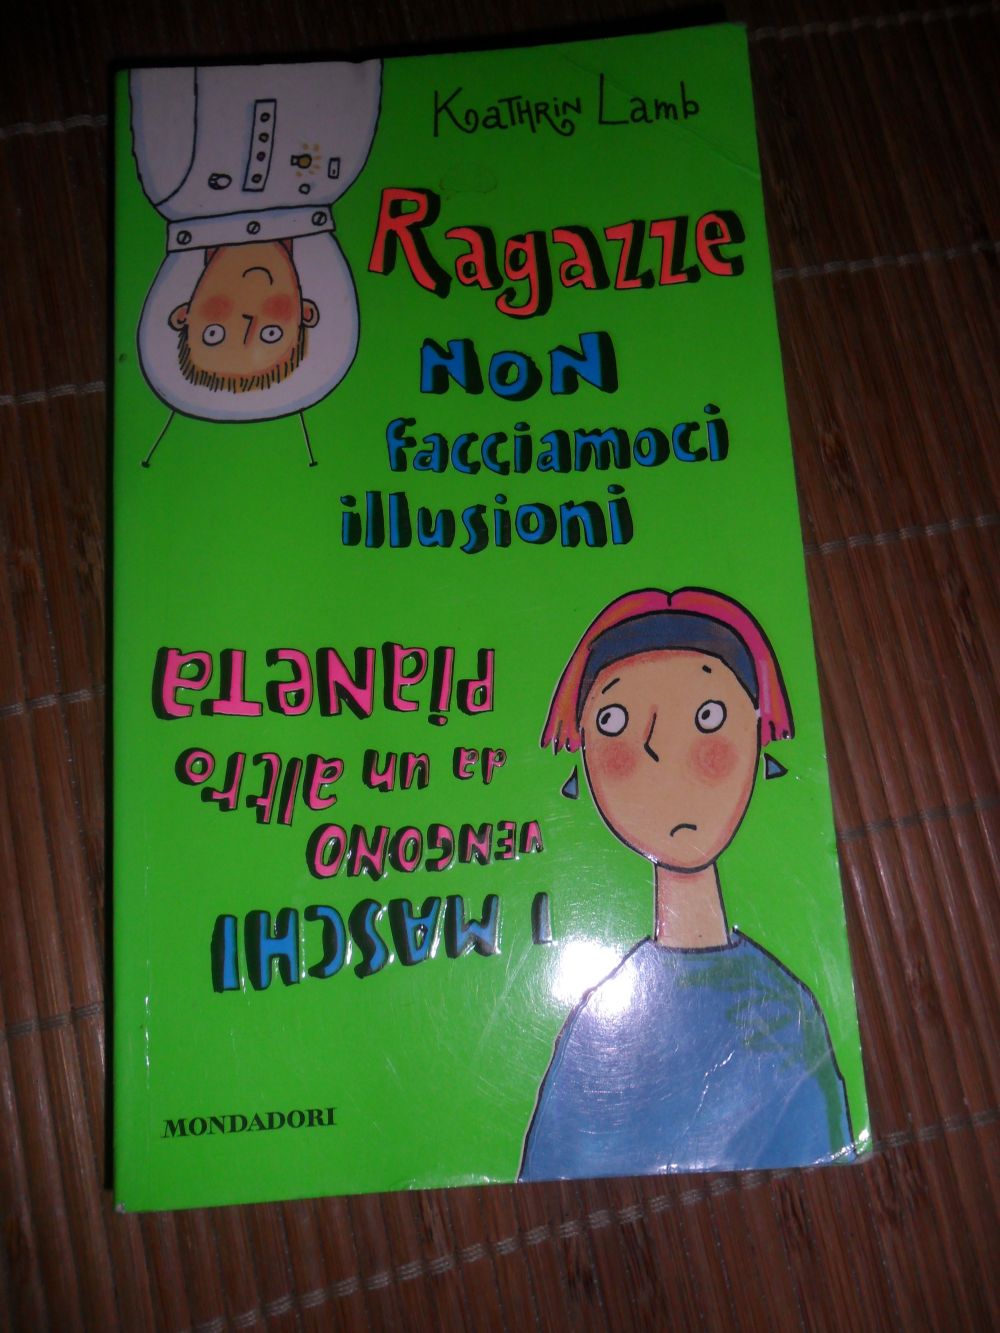 Kathrin Lamb
Ragazze
NON
facciamoci
illusioni
I MASCHI
VENGONO
da un altro
PiaNeTa
MONDADORI